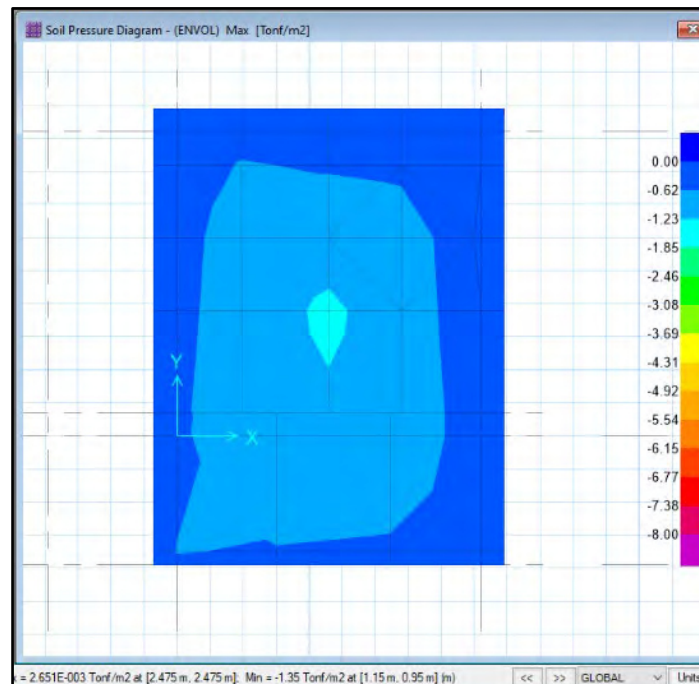 Soil Pressure Diagram - (ENVOL) Max [Tonf/m2]
0.00
-0.62
-1.23
-1.85
-2.46
-3.08
-3.69
-4.31
-4.92
-5.54
-6.15
-6.77
-7.38
-8.00
Y
X
= 2.651E-003 Tonf/m2 at [2.475 m, 2.475 m]; Min = -1.35 Tonf/m2 at [1.15 m, 0.95 m] (m)
<< >> GLOBAL Unit